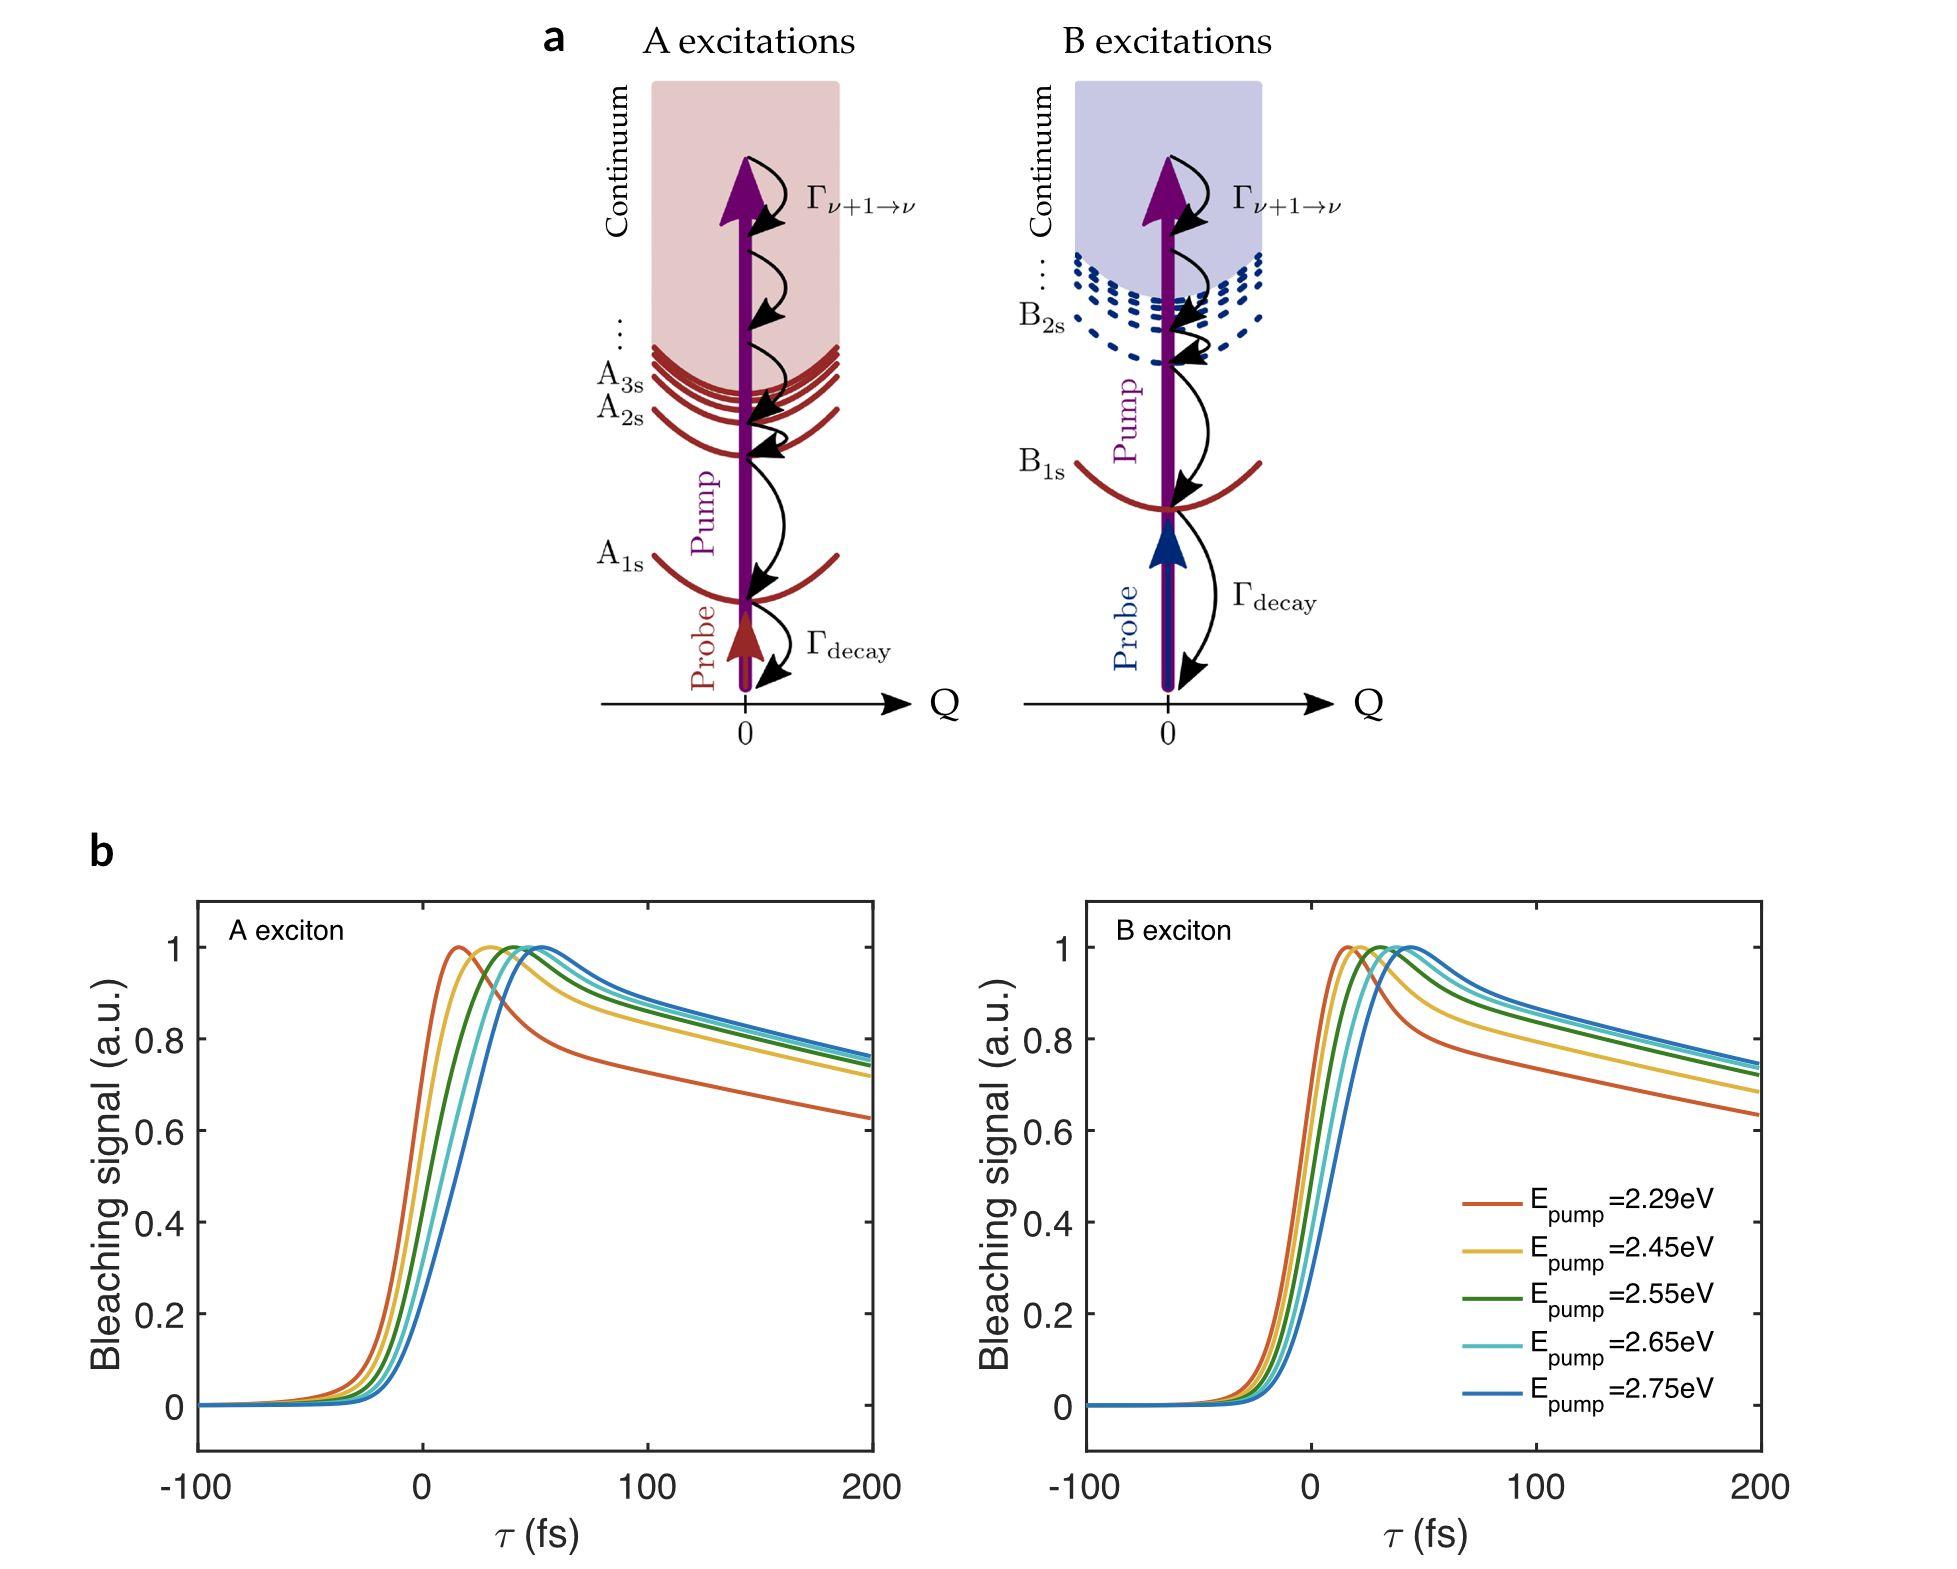 a
A excitations
B excitations
Continuum
Continuum
Γν+1→ν
Γν+1→ν
...
...
A3s
A2s
B2s
Pump
Pump
A1s
B1s
Probe
Probe
Γdecay
Γdecay
Q
Q
0
0
b
A exciton
B exciton
Bleaching signal (a.u.)
Bleaching signal (a.u.)
1
0.8
0.6
0.4
0.2
0
1
0.8
0.6
0.4
0.2
0
Epump=2.29eV
Epump=2.45eV
Epump=2.55eV
Epump=2.65eV
Epump=2.75eV
-100 0 100 200
-100 0 100 200
τ (fs)
τ (fs)